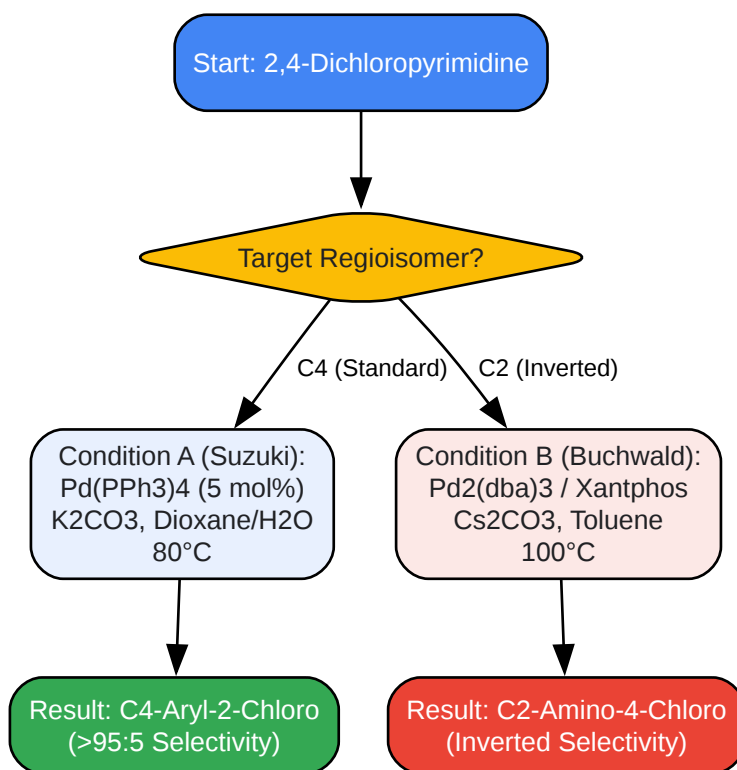 Start: 2,4-Dichloropyrimidine
Target Regioisomer?
C4 (Standard)
C2 (Inverted)
Condition A (Suzuki):
Pd(PPh3)4 (5 mol%)
K2CO3, Dioxane/H2O
80°C
Condition B (Buchwald):
Pd2(dba)3 / Xantphos
Cs2CO3, Toluene
100°C
Result: C4-Aryl-2-Chloro
(>95:5 Selectivity)
Result: C2-Amino-4-Chloro
(Inverted Selectivity)